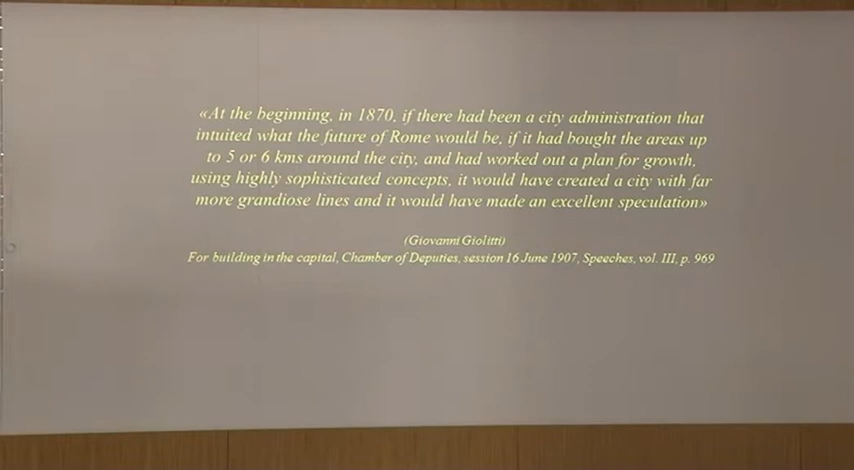 «At the beginning, in 1870, if there had been a city administration that
intuited what the future of Rome would be, if it had bought the areas up
to 5 or 6 kms around the city, and had worked out a plan for growth,
using highly sophisticated concepts, it would have created a city with far
more grandiose lines and it would have made an excellent speculation»
(Giovanni Giolitti)
For building in the capital, Chamber of Deputies, session 16 June 1907, Speeches, vol. III, p. 969